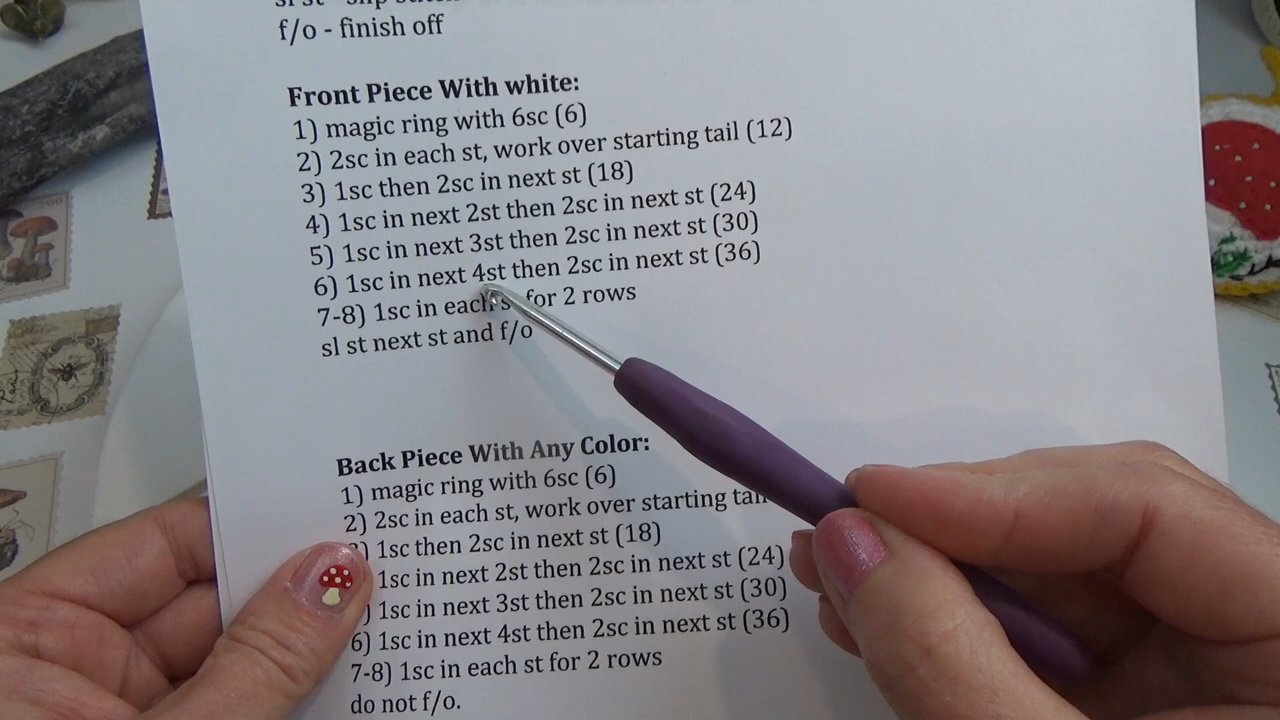 f/o - finish off
Front Piece With white:
1) magic ring with 6sc (6)
2) 2sc in each st, work over starting tail (12)
3) 1sc then 2sc in next st (18)
4) 1sc in next 2st then 2sc in next st (24)
5) 1sc in next 3st then 2sc in next st (30)
6) 1sc in next 4st then 2sc in next st (36)
7-8) 1sc in each st for 2 rows
sl st next st and f/o
Back Piece With Any Color:
1) magic ring with 6sc (6)
2) 2sc in each st, work over starting tail
1sc then 2sc in next st (18)
1sc in next 2st then 2sc in next st (24)
) 1sc in next 3st then 2sc in next st (30)
6) 1sc in next 4st then 2sc in next st (36)
7-8) 1sc in each st for 2 rows
do not f/o.